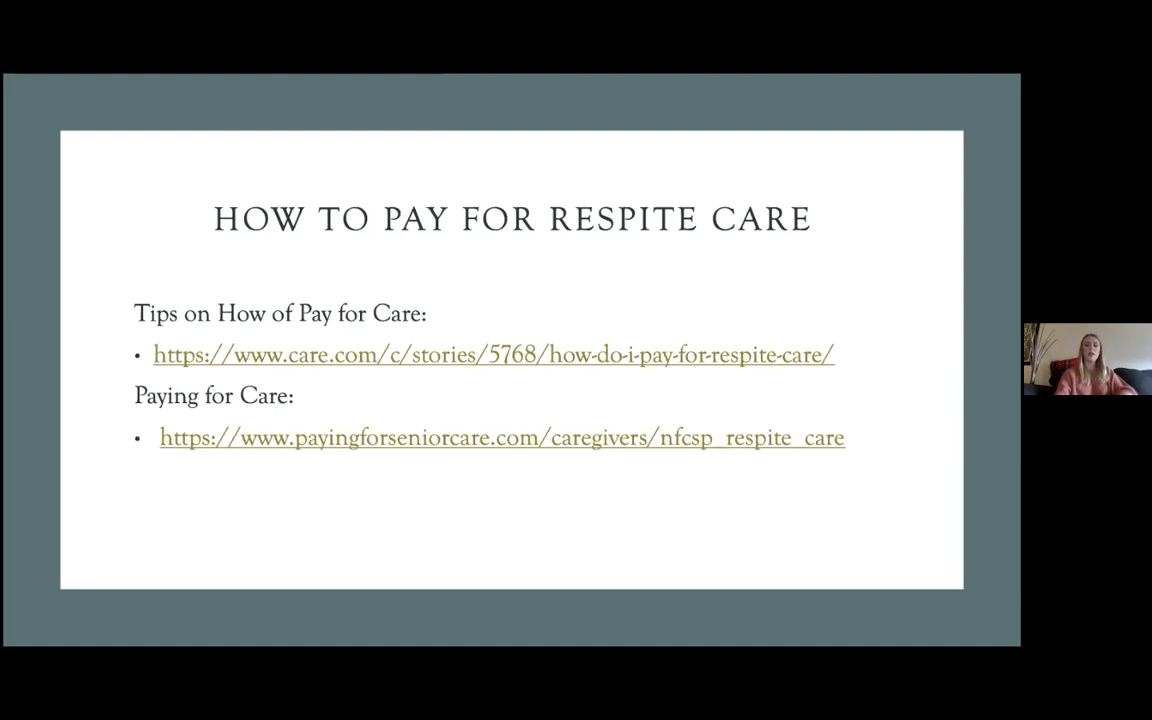 HOW TO PAY FOR RESPITE CARE
Tips on How of Pay for Care:
• https://www.care.com/c/stories/5768/how-do-i-pay-for-respite-care/
Paying for Care:
• https://www.payingforseniorcare.com/caregivers/nfcsp_respite_care